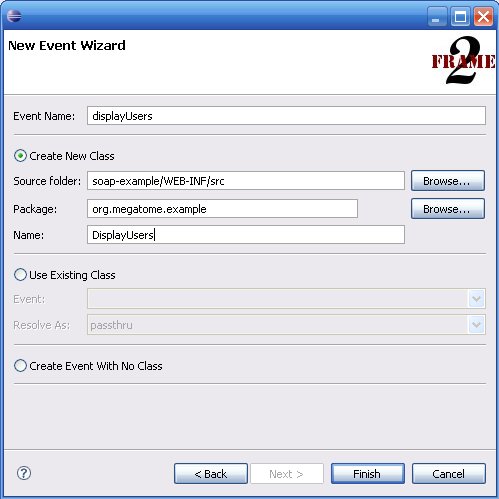 New Event Wizard
FRAME 2
Event Name: displayUsers
Create New Class
Source folder: soap-example/WEB-INF/src Browse...
Package: org.megatome.example Browse...
Name: DisplayUsers
Use Existing Class
Event:
Resolve As: passthru
Create Event With No Class
? < Back Next > Finish Cancel